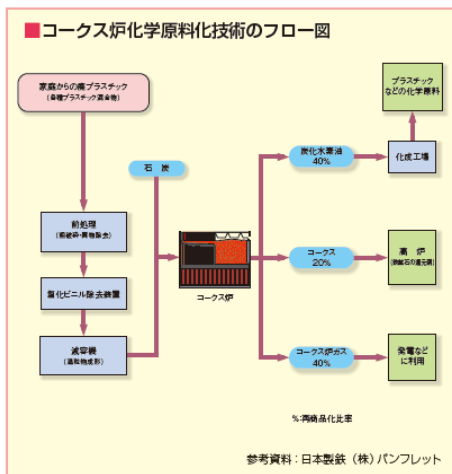 ■コークス炉化学原料化技術のフロー図
家庭からの廃プラスチック
(各種プラスチック混合物)
石 炭
前処理
(粗破砕・異物除去)
塩化ビニル除去装置
減容機
(造粒物成形)
コークス炉
炭化水素油
40%
コークス
20%
コークス炉ガス
40%
プラスチック
などの化学原料
化成工場
高 炉
(鉄鉱石の還元剤)
発電など
に利用
%:再商品化比率
参考資料:日本製鉄(株)パンフレット